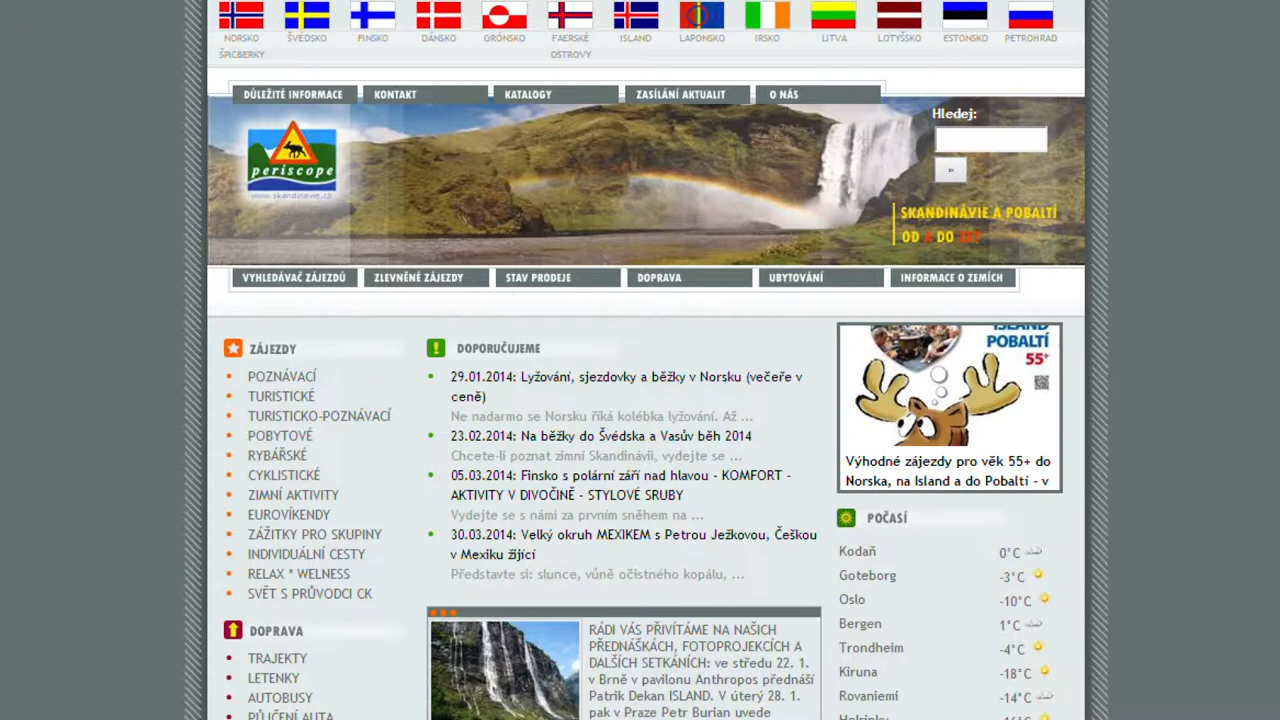 NORSKO ŠVÉDSKO FINSKO DÁNSKO GRÓNSKO FAERSKÉ ISLAND LAPONSKO IRSKO LITVA LOTYŠSKO ESTONSKO PETROHRAD
ŠPICBERKY OSTROVY
DŮLEŽITÉ INFORMACE KONTAKT KATALOGY ZASÍLÁNÍ AKTUALIT O NÁS
Hledej:
periscope
www.skandinavie.cz
»
SKANDINÁVIE A POBALTÍ
OD A DO
VYHLEDÁVAČ ZÁJEZDŮ ZLEVNĚNÉ ZÁJEZDY STAV PRODEJE DOPRAVA UBYTOVÁNÍ INFORMACE O ZEMÍCH
ZÁJEZDY
POZNÁVACÍ
TURISTICKÉ
TURISTICKO-POZNÁVACÍ
POBYTOVÉ
RYBÁŘSKÉ
CYKLISTICKÉ
ZIMNÍ AKTIVITY
EUROVÍKENDY
ZÁŽITKY PRO SKUPINY
INDIVIDUÁLNÍ CESTY
RELAX * WELNESS
SVĚT S PRŮVODCI CK
DOPRAVA
TRAJEKTY
LETENKY
AUTOBUSY
PŮJČENÍ AUTA
DOPORUČUJEME
29.01.2014: Lyžování, sjezdovky a běžky v Norsku (večeře v
ceně)
Ne nadarmo se Norsku říká kolébka lyžování. Až ...
23.02.2014: Na běžky do Švédska a Vasův běh 2014
Chcete-li poznat zimní Skandinávii, vydejte se ...
05.03.2014: Finsko s polární září nad hlavou - KOMFORT -
AKTIVITY V DIVOČINĚ - STYLOVÉ SRUBY
Vydejte se s námi za prvním sněhem na ...
30.03.2014: Velký okruh MEXIKEM s Petrou Ježkovou, Češkou
v Mexiku žijící
Představte si: slunce, vůně očistného kopálu, ...
RÁDI VÁS PŘIVÍTÁME NA NAŠICH
PŘEDNÁŠKÁCH, FOTOPROJEKCÍCH A
DALŠÍCH SETKÁNÍCH: ve středu 22. 1.
v Brně v pavilonu Anthropos přednáší
Patrik Dekan ISLAND. V úterý 28. 1.
pak v Praze Petr Burian uvede
ISLAND
POBALTÍ
55+
Výhodné zájezdy pro věk 55+ do
Norska, na Island a do Pobaltí - v
POČASÍ
Kodaň 0°C
Goteborg -3°C
Oslo -10°C
Bergen 1°C
Trondheim -4°C
Kiruna -18°C
Rovaniemi -14°C
Helsinky -16°C